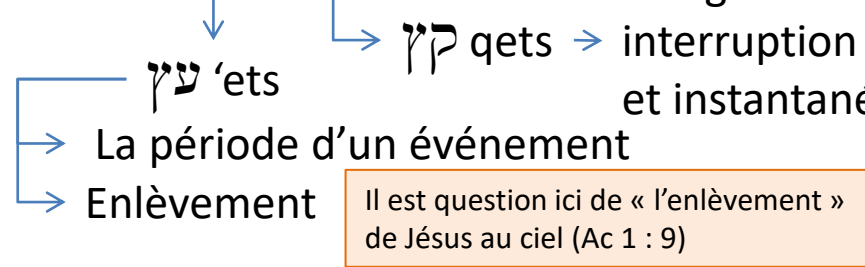 קץ qets → interruption
עץ ‘ets
et instantané
La période d’un événement
Enlèvement
Il est question ici de « l’enlèvement »
de Jésus au ciel (Ac 1 : 9)